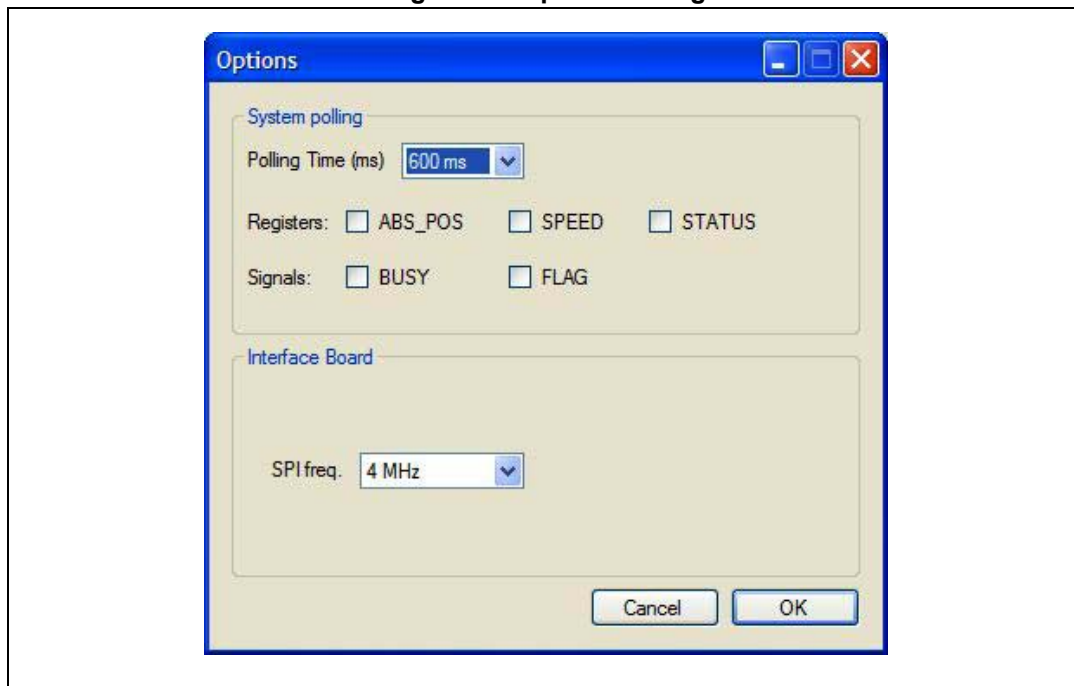 Options
System polling
Polling Time (ms) 600 ms
Registers: ABS_POS SPEED STATUS
Signals: BUSY FLAG
Interface Board
SPI freq. 4 MHz
Cancel OK